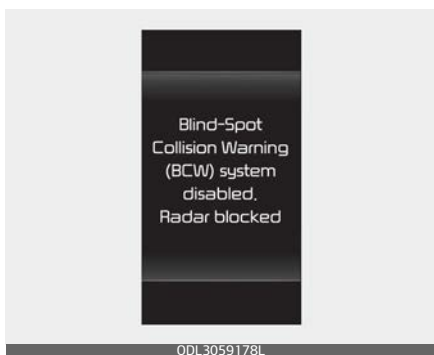 Blind-Spot
Collision Warning
(BCW) system
disabled.
Radar blocked
ODL3059178L